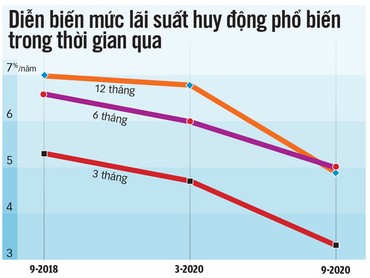 Diễn biến mức lãi suất huy động phổ biến
trong thời gian qua
7%/năm
12 tháng
6 tháng
6
5
3 tháng
4
3
9-2018 3-2020 9-2020